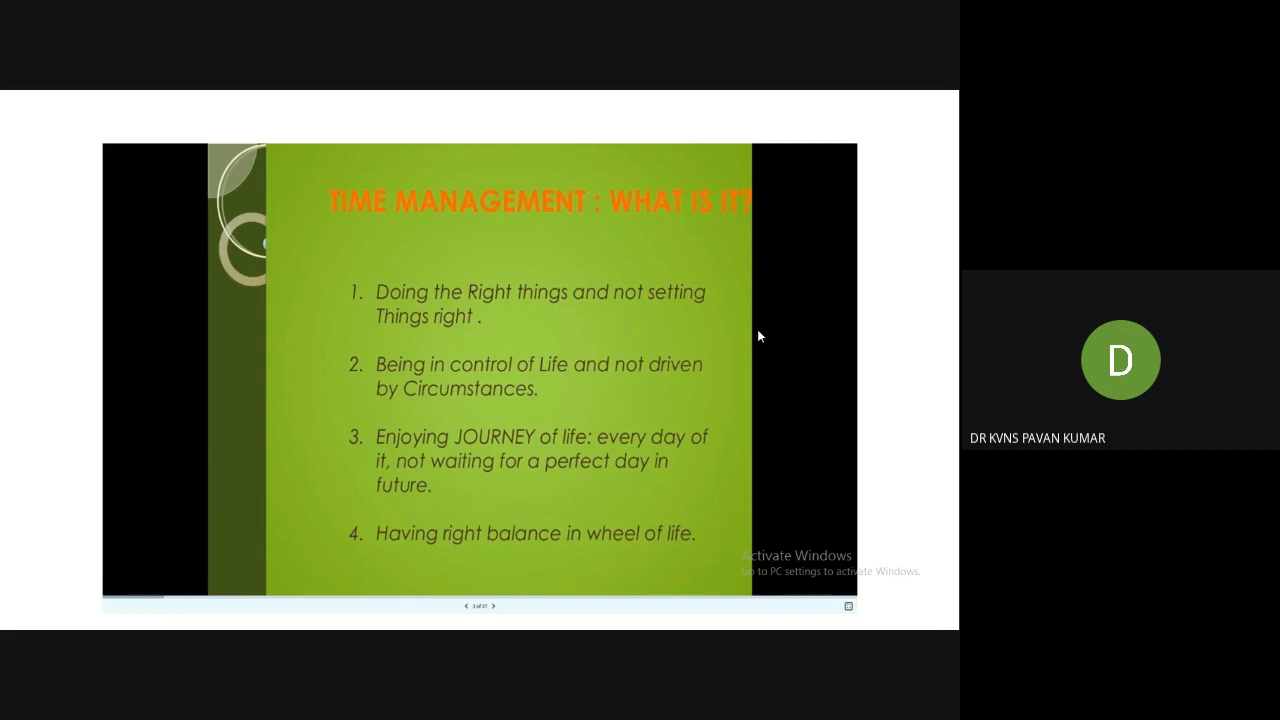 TIME MANAGEMENT : WHAT IS IT?
1. Doing the Right things and not setting
Things right .
2. Being in control of Life and not driven
by Circumstances.
3. Enjoying JOURNEY of life: every day of
it, not waiting for a perfect day in
future.
4. Having right balance in wheel of life.
Activate Windows
Go to PC settings to activate Windows.
3 of 37
D
DR KVNS PAVAN KUMAR